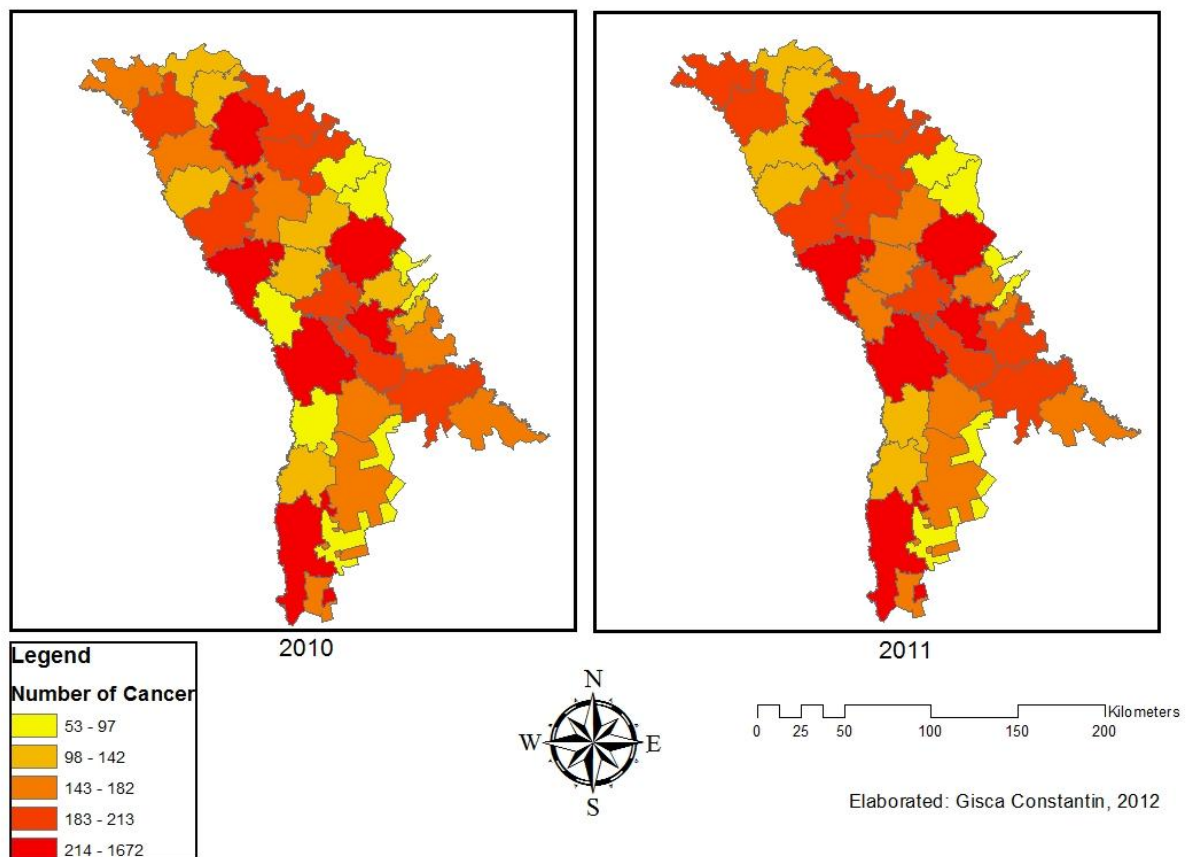 2010
2011
Legend
Number of Cancer
53 - 97
98 - 142
143 - 182
183 - 213
214 - 1672
N
W E
S
Kilometers
0 25 50 100 150 200
Elaborated: Gisca Constantin, 2012